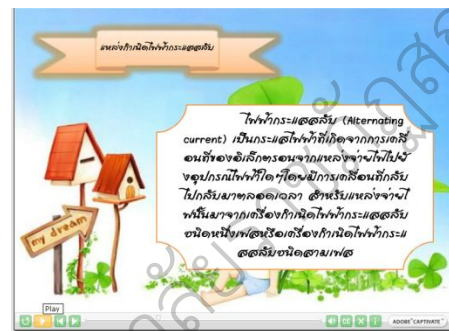 แหล่งกำเนิดไฟฟ้ากระแสสลับ
ไฟฟ้ากระแสสลับ (Alternating
current) เป็นกระแสไฟฟ้าที่เกิดจากการเคลื่
อนที่ของอิเล็กตรอนจากแหล่งจ่ายไฟไปยั
งอุปกรณ์ไฟฟ้าใดๆโดยมีการเคลื่อนที่กลับ
ไปกลับมาตลอดเวลา สำหรับแหล่งจ่ายไ
ฟนั้นมาจากเครื่องกำเนิดไฟฟ้ากระแสสลับ
ชนิดหนึ่งเฟสหรือเครื่องกำเนิดไฟฟ้ากระแ
สสลับชนิดสามเฟส
my dream
Play
CC
ADOBE CAPTIVATE